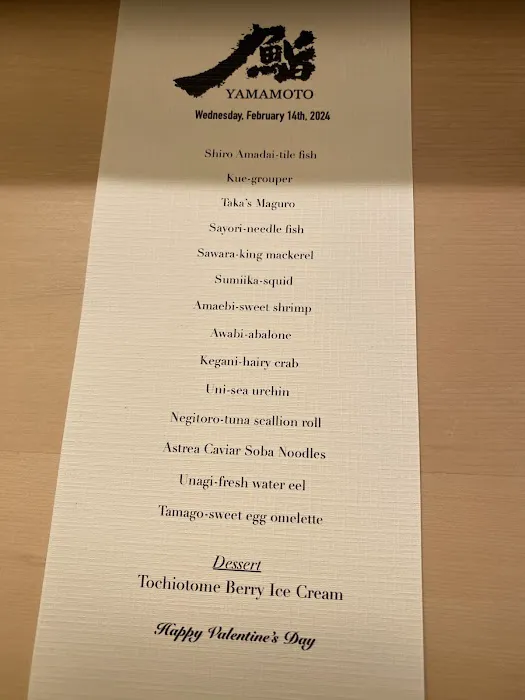 鮨
YAMAMOTO
Wednesday, February 14th, 2024
Shiro Amadai-tile fish
Kue-grouper
Taka's Maguro
Sayori-needle fish
Sawara-king mackerel
Sumiika-squid
Amaebi-sweet shrimp
Awabi-abalone
Kegani-hairy crab
Uni-sea urchin
Negitoro-tuna scallion roll
Astrea Caviar Soba Noodles
Unagi-fresh water eel
Tamago-sweet egg omelette
Dessert
Tochiotome Berry Ice Cream
Happy Valentine's Day